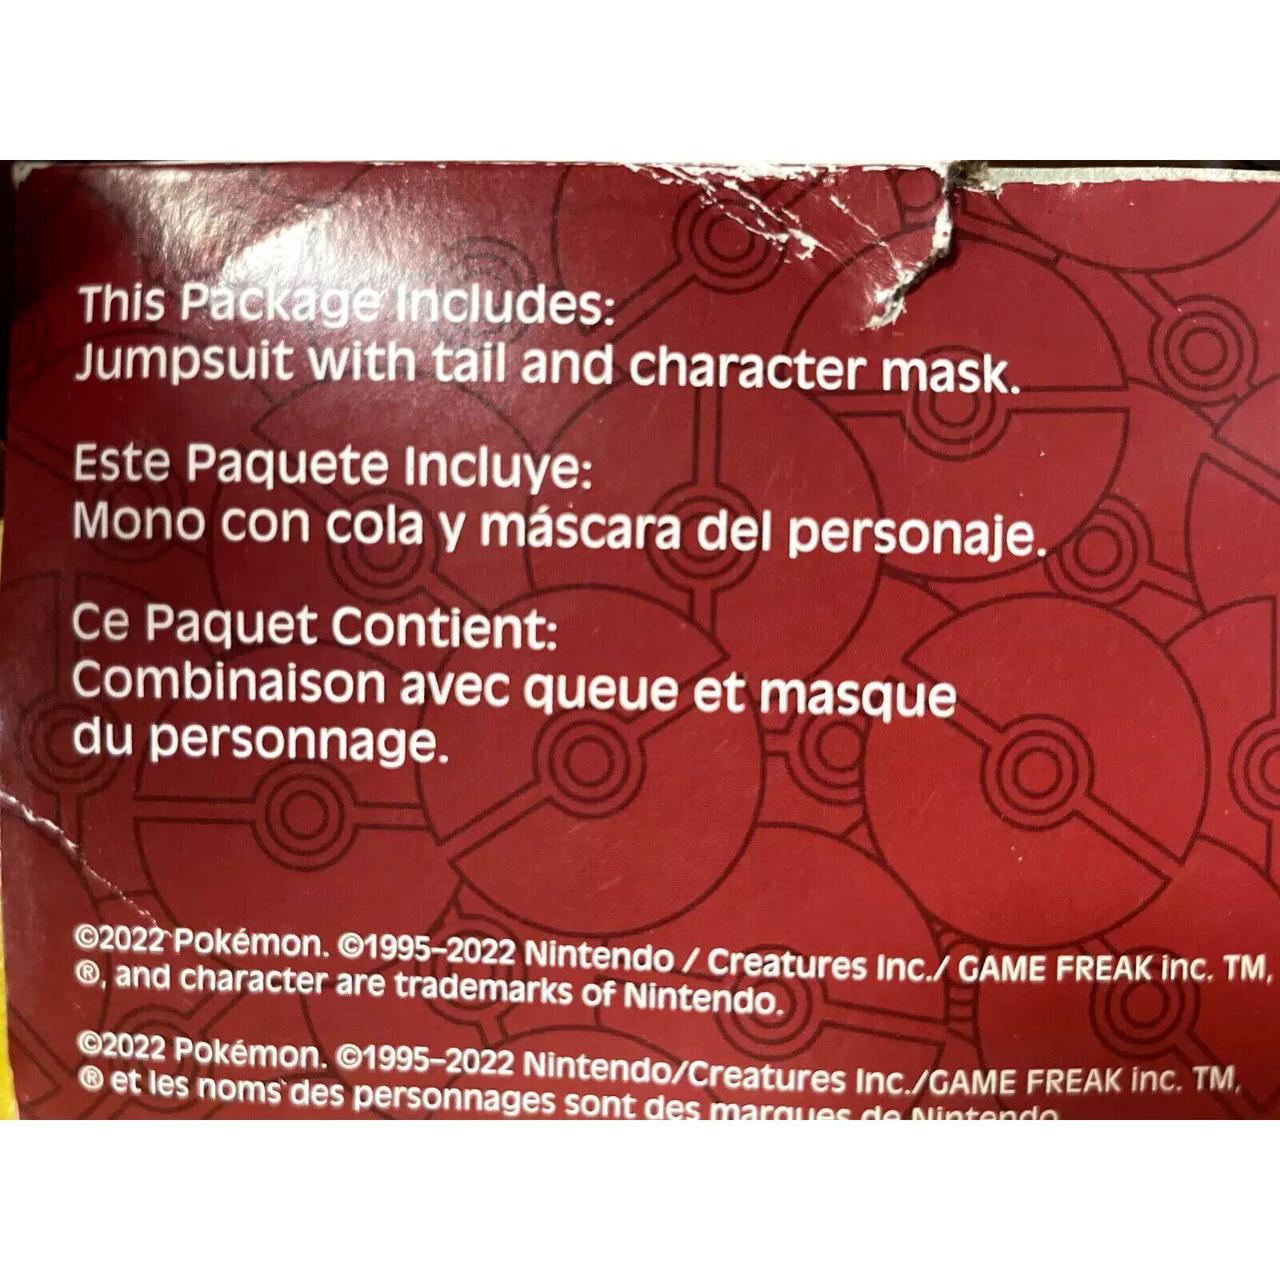 This Package Includes:
Jumpsuit with tail and character mask.
Este Paquete Incluye:
Mono con cola y máscara del personaje.
Ce Paquet Contient:
Combinaison avec queue et masque
du personnage.
©2022 Pokémon. ©1995–2022 Nintendo / Creatures Inc./ GAME FREAK inc. TM,
®, and character are trademarks of Nintendo.
©2022 Pokémon. ©1995–2022 Nintendo/Creatures Inc./GAME FREAK inc. TM,
® et les noms des personnages sont des marques de Nintendo